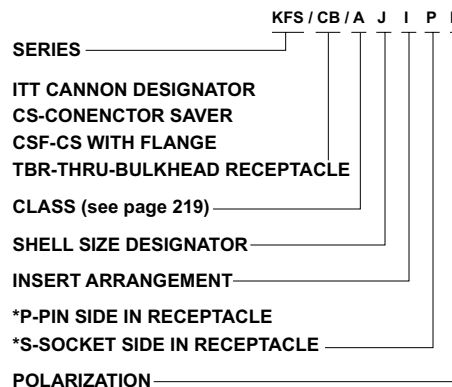 KFS / CB / A J I P
SERIES
ITT CANNON DESIGNATOR
CS-CONENCTOR SAVER
CSF-CS WITH FLANGE
TBR-THRU-BULKHEAD RECEPTACLE
CLASS (see page 219)
SHELL SIZE DESIGNATOR
INSERT ARRANGEMENT
*P-PIN SIDE IN RECEPTACLE
*S-SOCKET SIDE IN RECEPTACLE
POLARIZATION